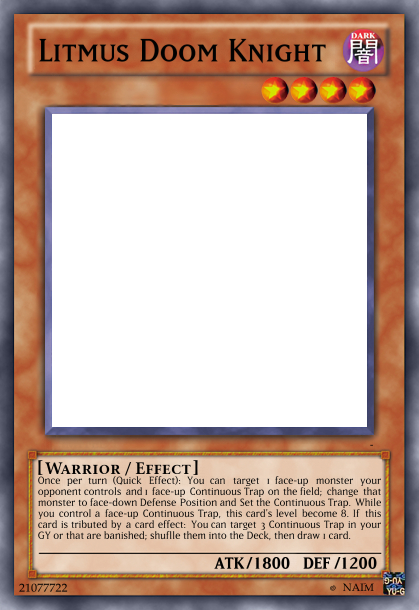 Litmus Doom Knight
DARK
闇
[Warrior / Effect]
Once per turn (Quick Effect): You can target 1 face-up monster your
opponent controls and 1 face-up Continuous Trap on the field; change that
monster to face-down Defense Position and Set the Continuous Trap. While
you control a face-up Continuous Trap, this card's level become 8. If this
card is tributed by a card effect: You can target 3 Continuous Trap in your
GY or that are banished; shuflle them into the Deck, then draw 1 card.
ATK/1800 DEF/1200
21077722
© NAIM